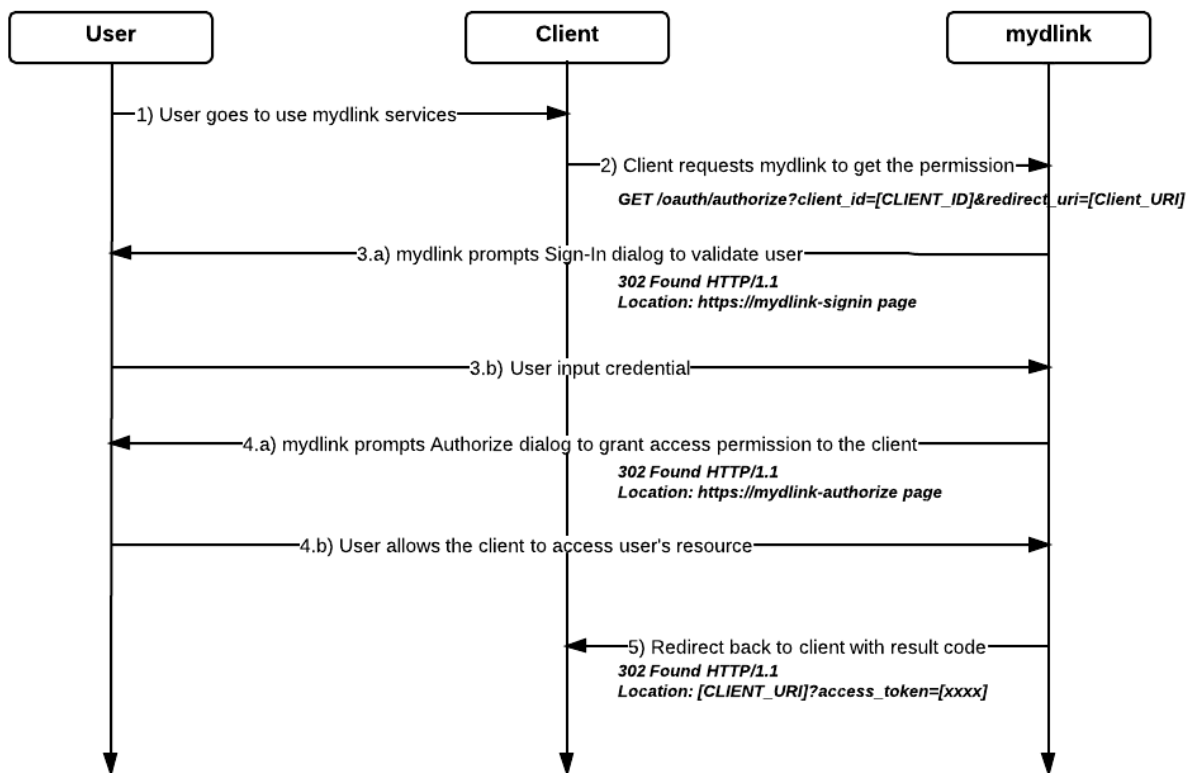 User
Client
mydlink
1) User goes to use mydlink services
2) Client requests mydlink to get the permission
GET /oauth/authorize?client_id=[CLIENT_ID]&redirect_uri=[Client_URI]
3.a) mydlink prompts Sign-In dialog to validate user
302 Found HTTP/1.1
Location: https://mydlink-signin page
3.b) User input credential
4.a) mydlink prompts Authorize dialog to grant access permission to the client
302 Found HTTP/1.1
Location: https://mydlink-authorize page
4.b) User allows the client to access user's resource
5) Redirect back to client with result code
302 Found HTTP/1.1
Location: [CLIENT_URI]?access_token=[xxxx]